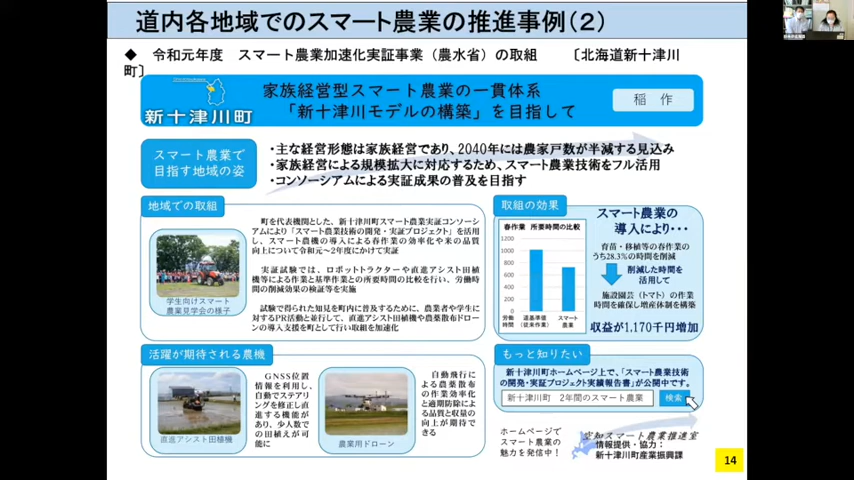 道内各地域でのスマート農業の推進事例(2)
◆ 令和元年度 スマート農業加速化実証事業(農水省)の取組 〔北海道新十津川
町〕
新十津川町
家族経営型スマート農業の一貫体系
「新十津川モデルの構築」を目指して
稲 作
スマート農業で
目指す地域の姿
・主な経営形態は家族経営であり、2040年には農家戸数が半減する見込み
・家族経営による規模拡大に対応するため、スマート農業技術をフル活用
・コンソーシアムによる実証成果の普及を目指す
地域での取組
町を代表機関とした、新十津川町スマート農業実証コンソー
シアムにより「スマート農業技術の開発・実証プロジェクト」を活用
し、スマート農機の導入による春作業の効率化や米の品質
向上について令和元~2年度にかけて実証
実証試験では、ロボットトラクターや直進アシスト田植
機等による作業と基準作業との所要時間の比較を行い、労働
時間の削減効果の検証等を実施
試験で得られた知見を町内に普及するために、農業者や学生に
対するPR活動と並行して、直進アシスト田植機や農業散布ドロー
ンの導入支援を町として行い取組を加速化
学生向けスマート
農業見学会の様子
取組の効果
春作業 所要時間の比較
1200
1000
800
600
400
200
0
労働
時間
道基準値
(従来作業)
スマート
農業
スマート農業の
導入により・・・
育苗・移植等の春作業の
うち28.3%の時間を削減
削減した時間を
活用して
施設園芸(トマト)の作業
時間を確保し増産体制を構築
収益が1,170千円増加
活躍が期待される農機
直進アシスト田植機
GNSS位置
情報を利用し、
自動でステアリ
ングを修正し直
進する機能
があり、少人数で
の田植えが可
能に
農業用ドローン
自動飛行に
よる農薬散布
の作業効率化
と適期防除によ
る品質と収量の
向上が期待で
きる
もっと知りたい
新十津川町ホームページ上で、「スマート農業技術
の開発・実証プロジェクト実績報告書」が公開中です。
新十津川町 2年間のスマート農業
検索
ホームページで
スマート農業の
魅力を発信中!
空知スマート農業推進室
情報提供・協力:
新十津川町産業振興課
14